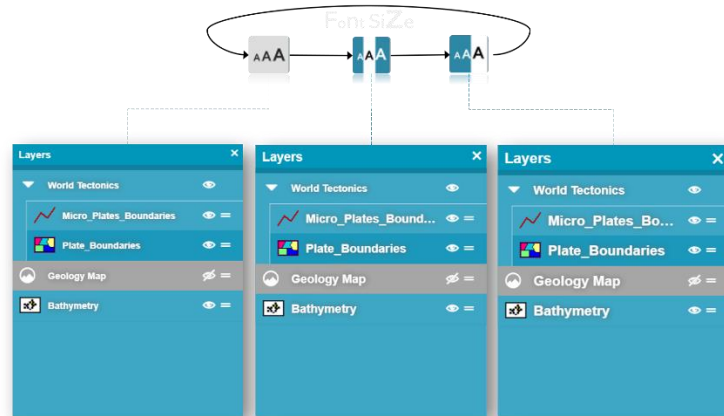 Font SiZe
AAA
AAA
AAA
Layers
World Tectonics
Micro_Plates_Boundaries
Plate_Boundaries
Geology Map
Bathymetry
Layers
World Tectonics
Micro_Plates_Bound...
Plate_Boundaries
Geology Map
Bathymetry
Layers
World Tectonics
Micro_Plates_Bo...
Plate_Boundaries
Geology Map
Bathymetry